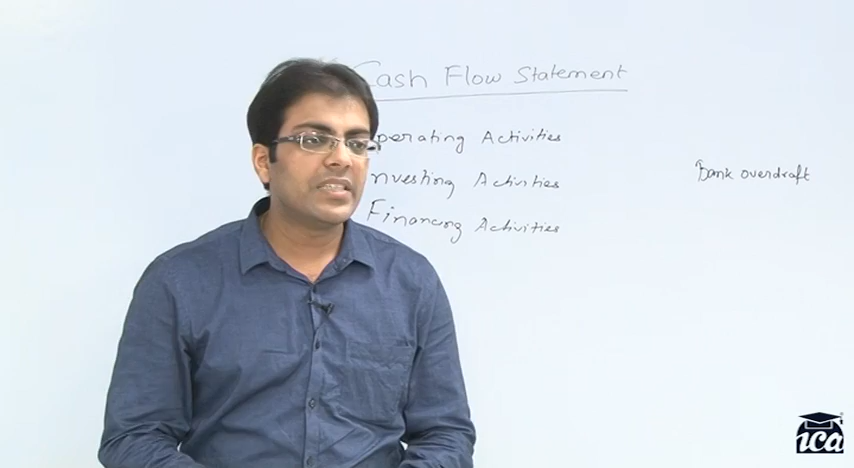 Cash Flow Statement
perating Activities
nvesting Activities
Bank overdraft
Financing Activities
ica